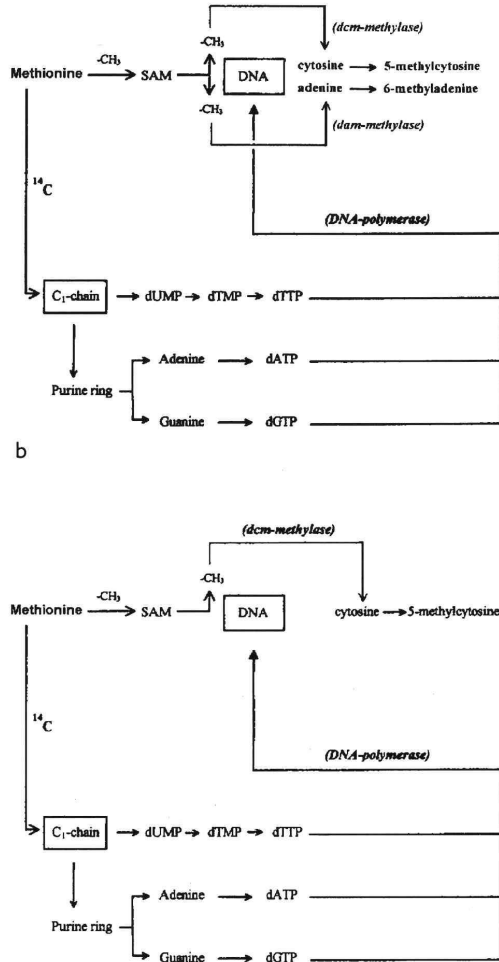 (dcm-methylase)
-CH₃ -CH₃ cytosine → 5-methylcytosine
Methionine → SAM DNA
adenine → 6-methyladenine
-CH₃ (dam-methylase)
¹⁴C
(DNA-polymerase)
C₁-chain → dUMP → dTMP → dTTP
Adenine → dATP
Purine ring
Guanine → dGTP
b
(dcm-methylase)
-CH₃ -CH₃
Methionine → SAM DNA cytosine → 5-methylcytosine
¹⁴C
(DNA-polymerase)
C₁-chain → dUMP → dTMP → dTTP
Adenine → dATP
Purine ring
Guanine → dGTP